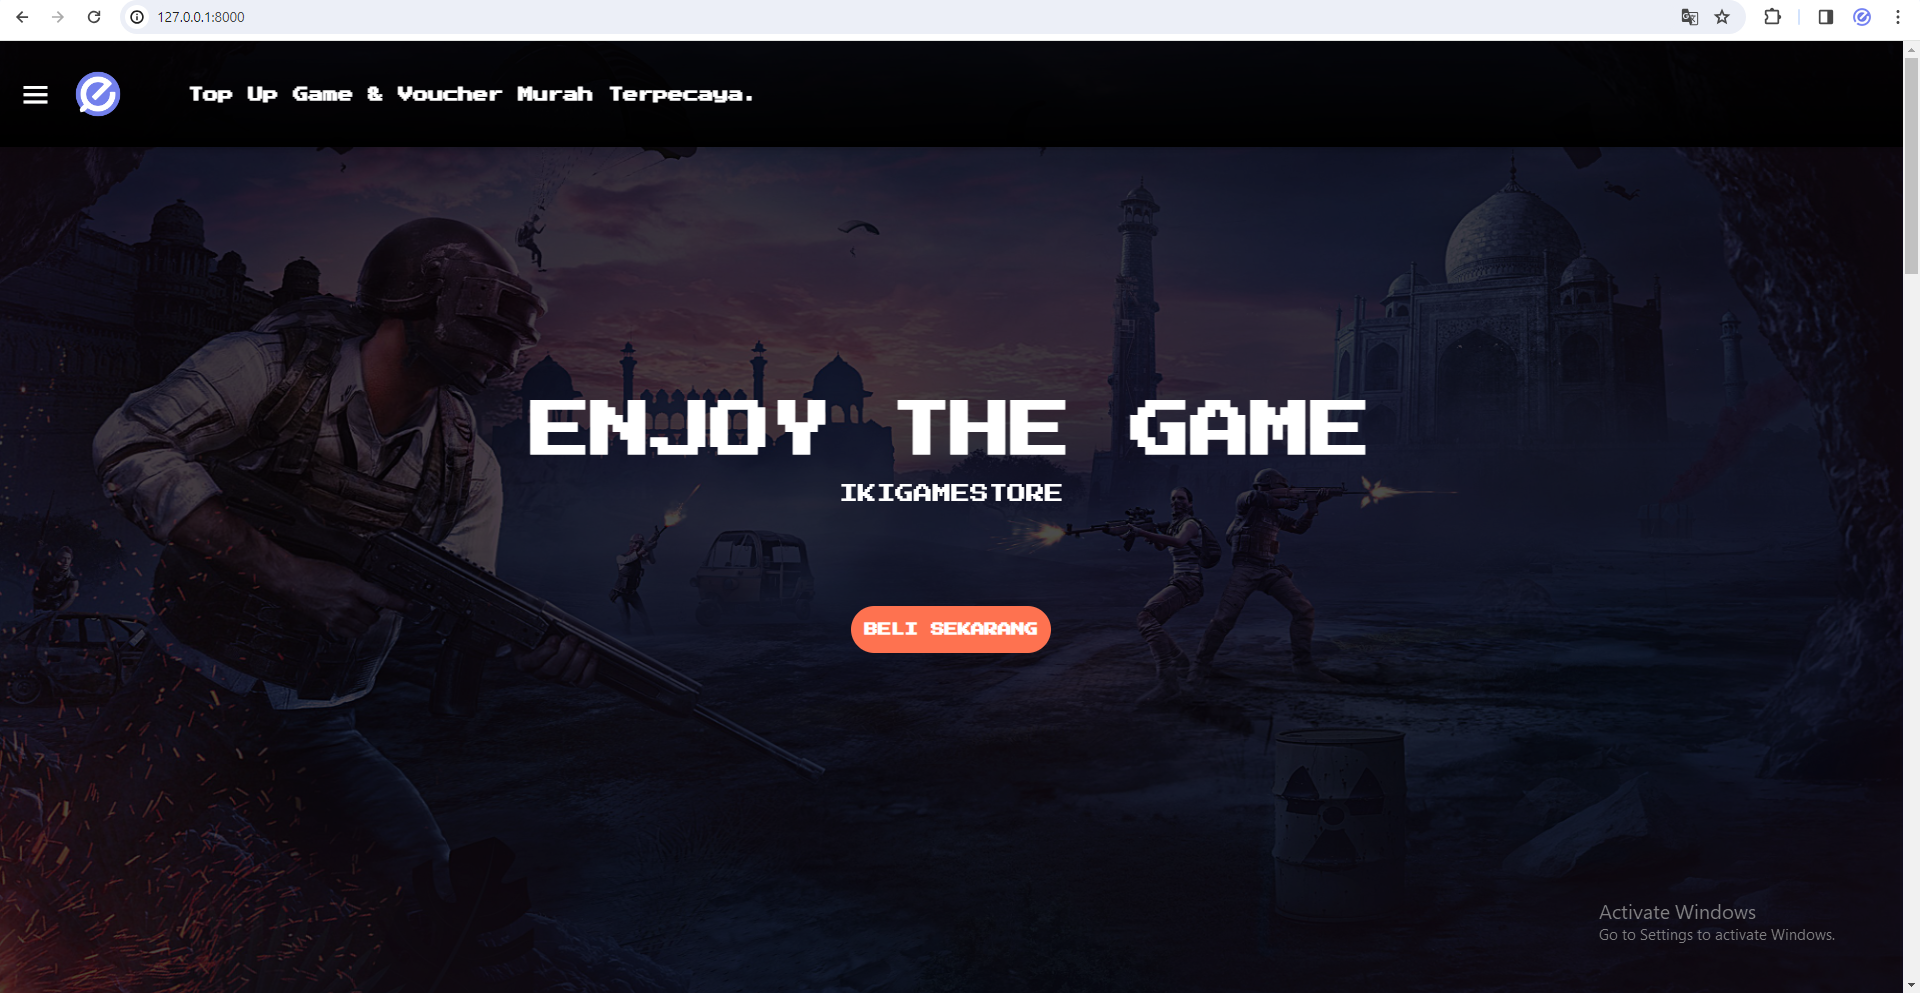 127.0.0.1:8000
Top Up Game & Voucher Murah Terpecaya.
ENJOY THE GAME
IKIGAMESTORE
BELI SEKARANG
Activate Windows
Go to Settings to activate Windows.